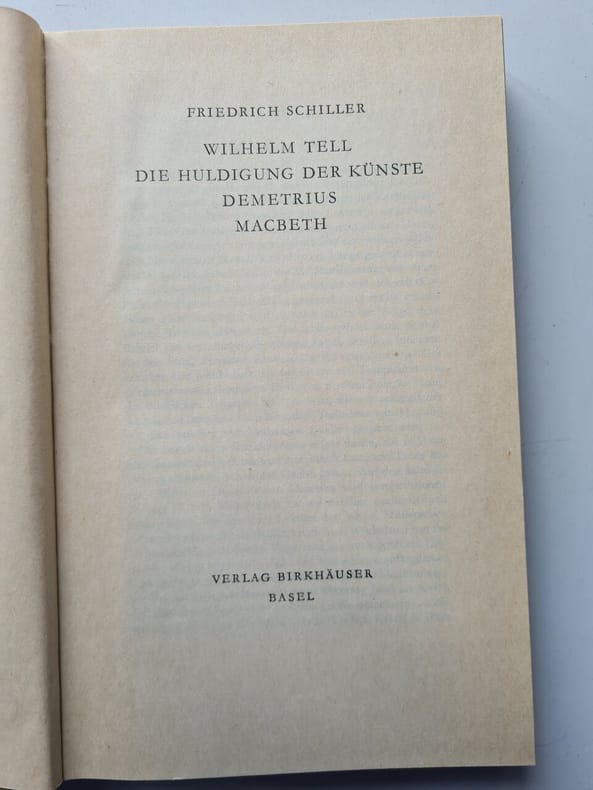 FRIEDRICH SCHILLER
WILHELM TELL
DIE HULDIGUNG DER KÜNSTE
DEMETRIUS
MACBETH
VERLAG BIRKHÄUSER
BASEL